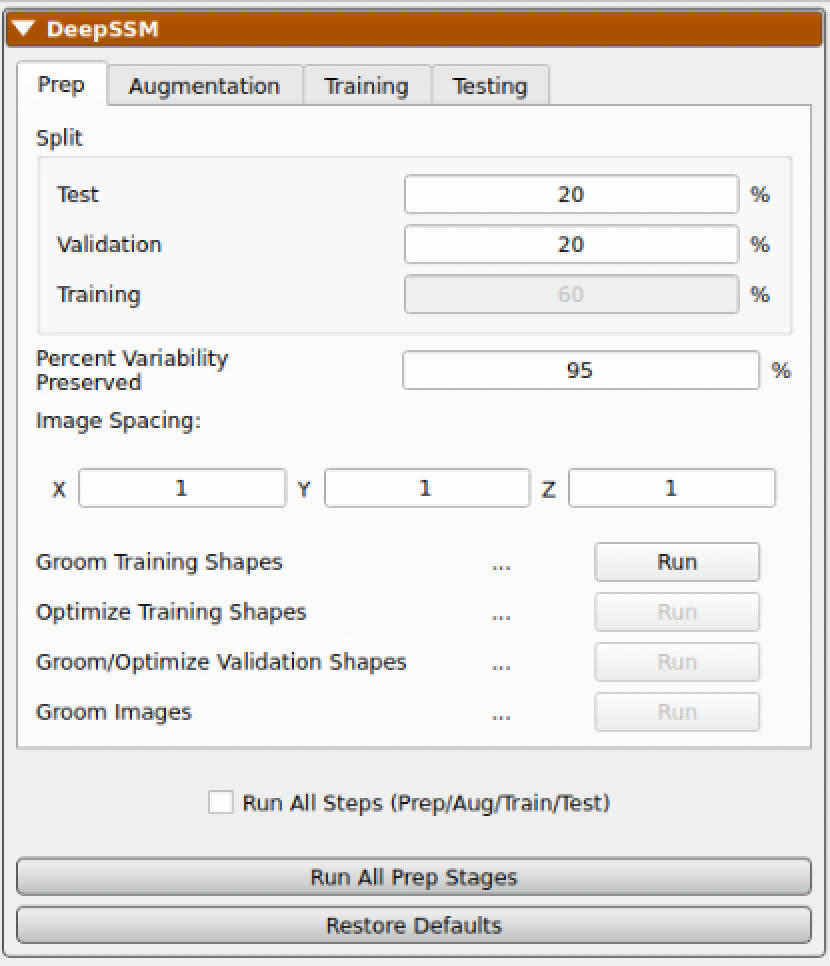 DeepSSM
Prep Augmentation Training Testing
Split
Test 20 %
Validation 20 %
Training 60 %
Percent Variability
Preserved 95 %
Image Spacing:
X 1 Y 1 Z 1
Groom Training Shapes ... Run
Optimize Training Shapes ... Run
Groom/Optimize Validation Shapes ... Run
Groom Images ... Run
Run All Steps (Prep/Aug/Train/Test)
Run All Prep Stages
Restore Defaults